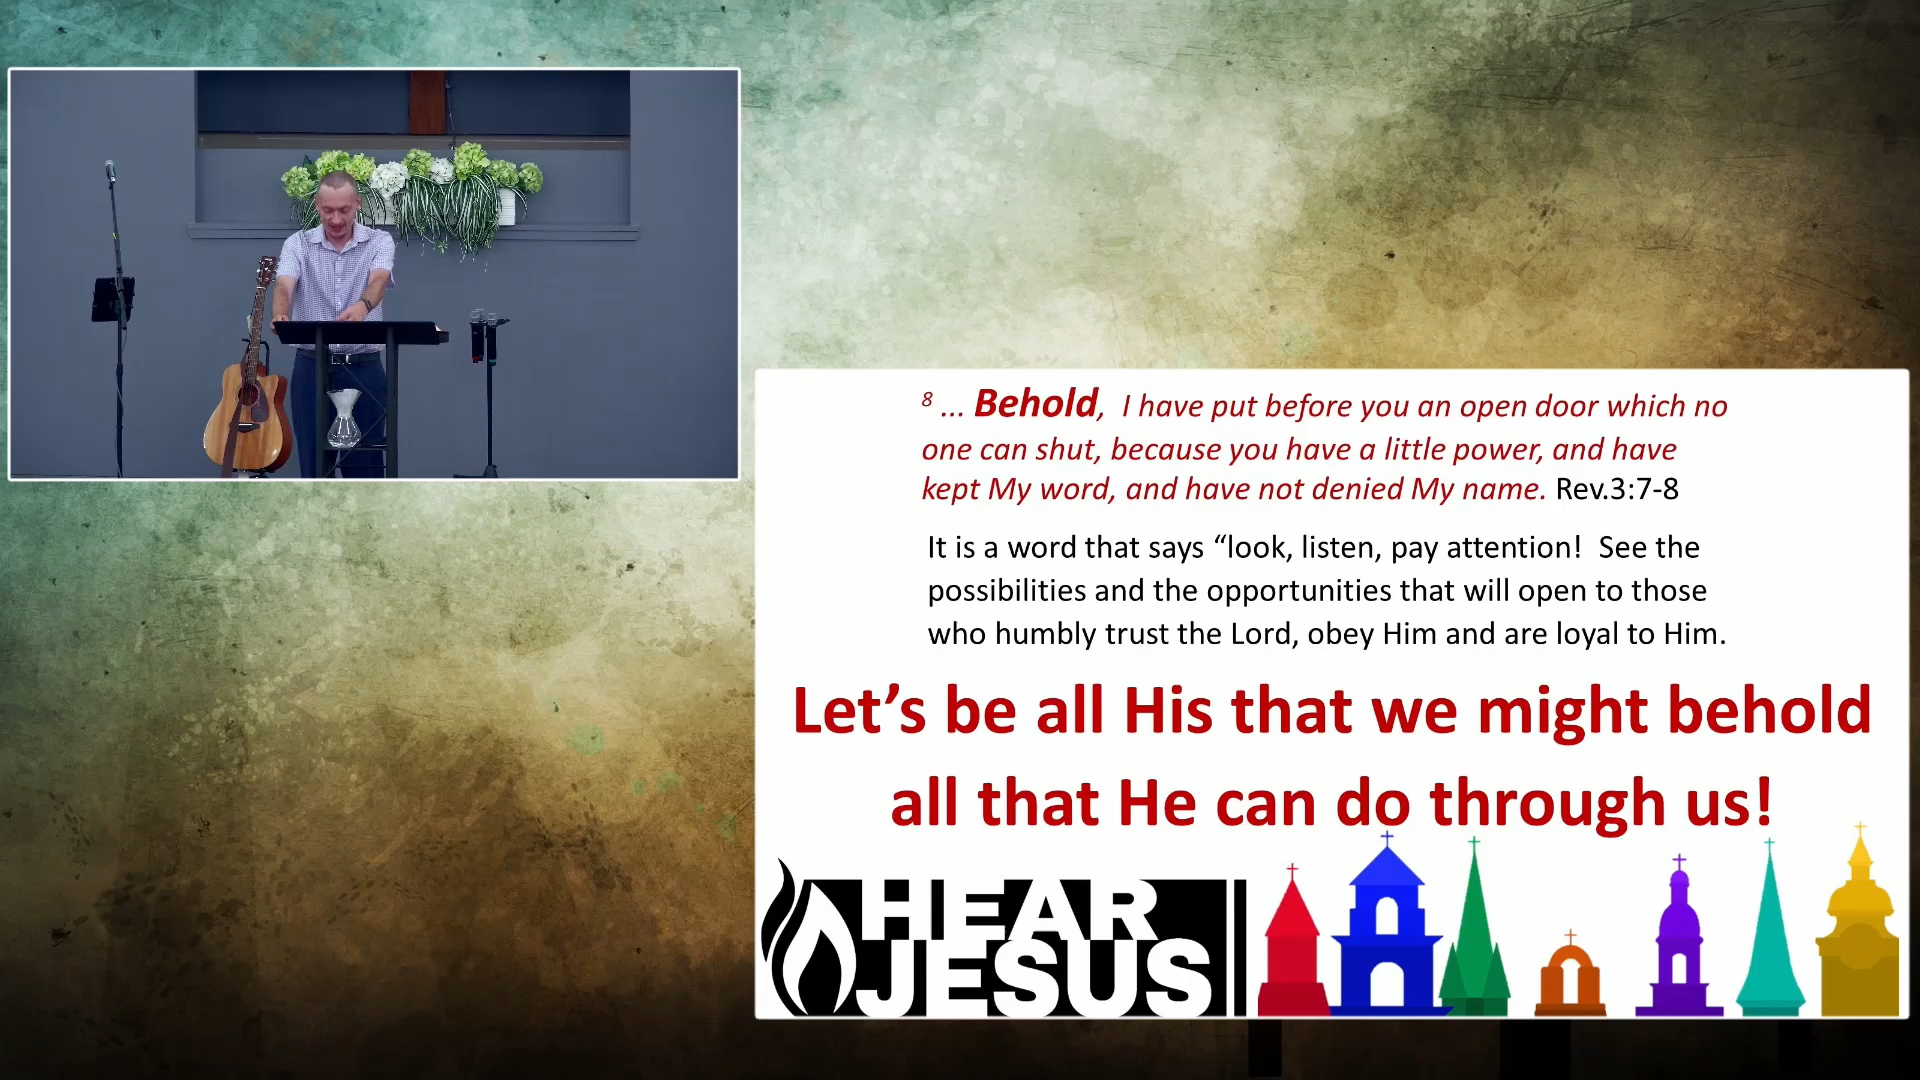 8 ... Behold, I have put before you an open door which no
one can shut, because you have a little power, and have
kept My word, and have not denied My name. Rev.3:7-8
It is a word that says “look, listen, pay attention! See the
possibilities and the opportunities that will open to those
who humbly trust the Lord, obey Him and are loyal to Him.
Let’s be all His that we might behold
all that He can do through us!
HEAR
JESUS